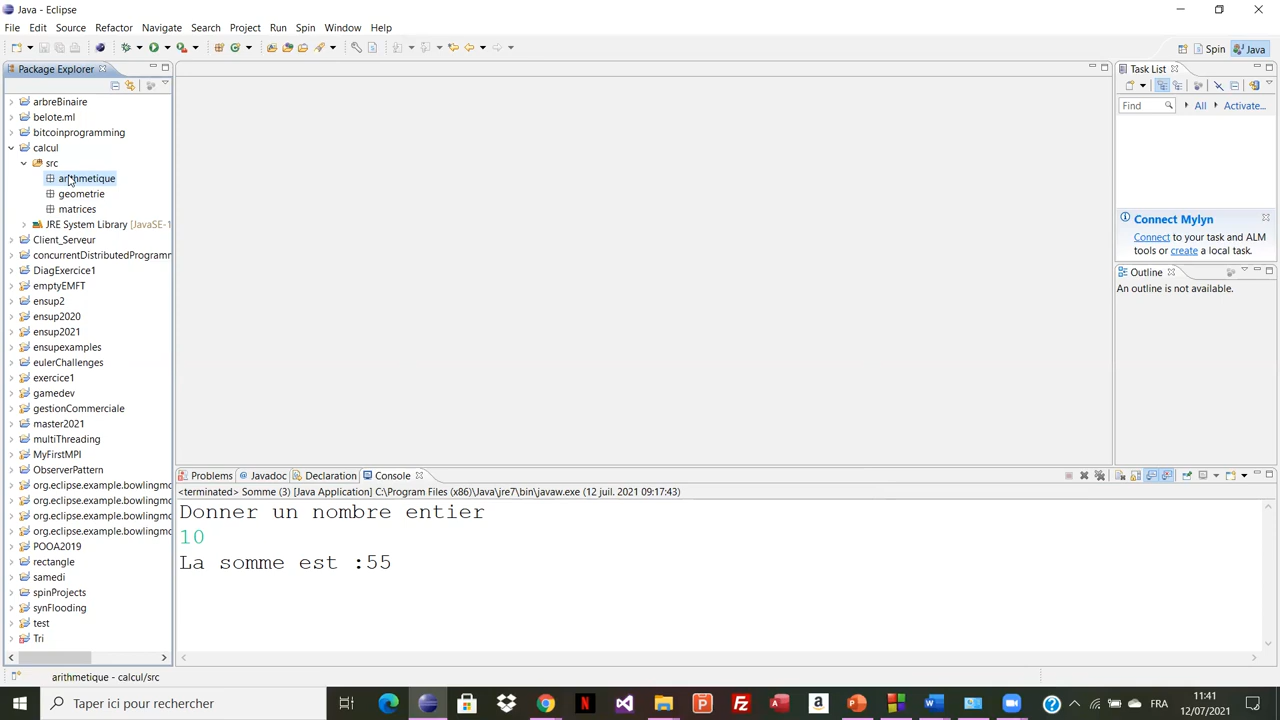 Java - Eclipse
File Edit Source Refactor Navigate Search Project Run Spin Window Help
Spin Java
Package Explorer
arbreBinaire
belote.ml
bitcoinprogramming
calcul
src
arithmetique
geometrie
matrices
JRE System Library [JavaSE-1
Client_Serveur
concurrentDistributedProgramm
DiagExercice1
emptyEMFT
ensup2
ensup2020
ensup2021
ensupexamples
eulerChallenges
exercice1
gamedev
gestionCommerciale
master2021
multiThreading
MyFirstMPI
ObserverPattern
org.eclipse.example.bowlingmo
org.eclipse.example.bowlingmo
org.eclipse.example.bowlingmo
org.eclipse.example.bowlingmo
POOA2019
rectangle
samedi
spinProjects
synFlooding
test
Tri
Task List
Find All Activate...
Connect Mylyn
Connect to your task and ALM
tools or create a local task.
Outline
An outline is not available.
Problems Javadoc Declaration Console
<terminated> Somme (3) [Java Application] C:\Program Files (x86)\Java\jre7\bin\javaw.exe (12 juil. 2021 09:17:43)
Donner un nombre entier
10
La somme est :55
arithmetique - calcul/src
Taper ici pour rechercher
FRA
11:41
12/07/2021